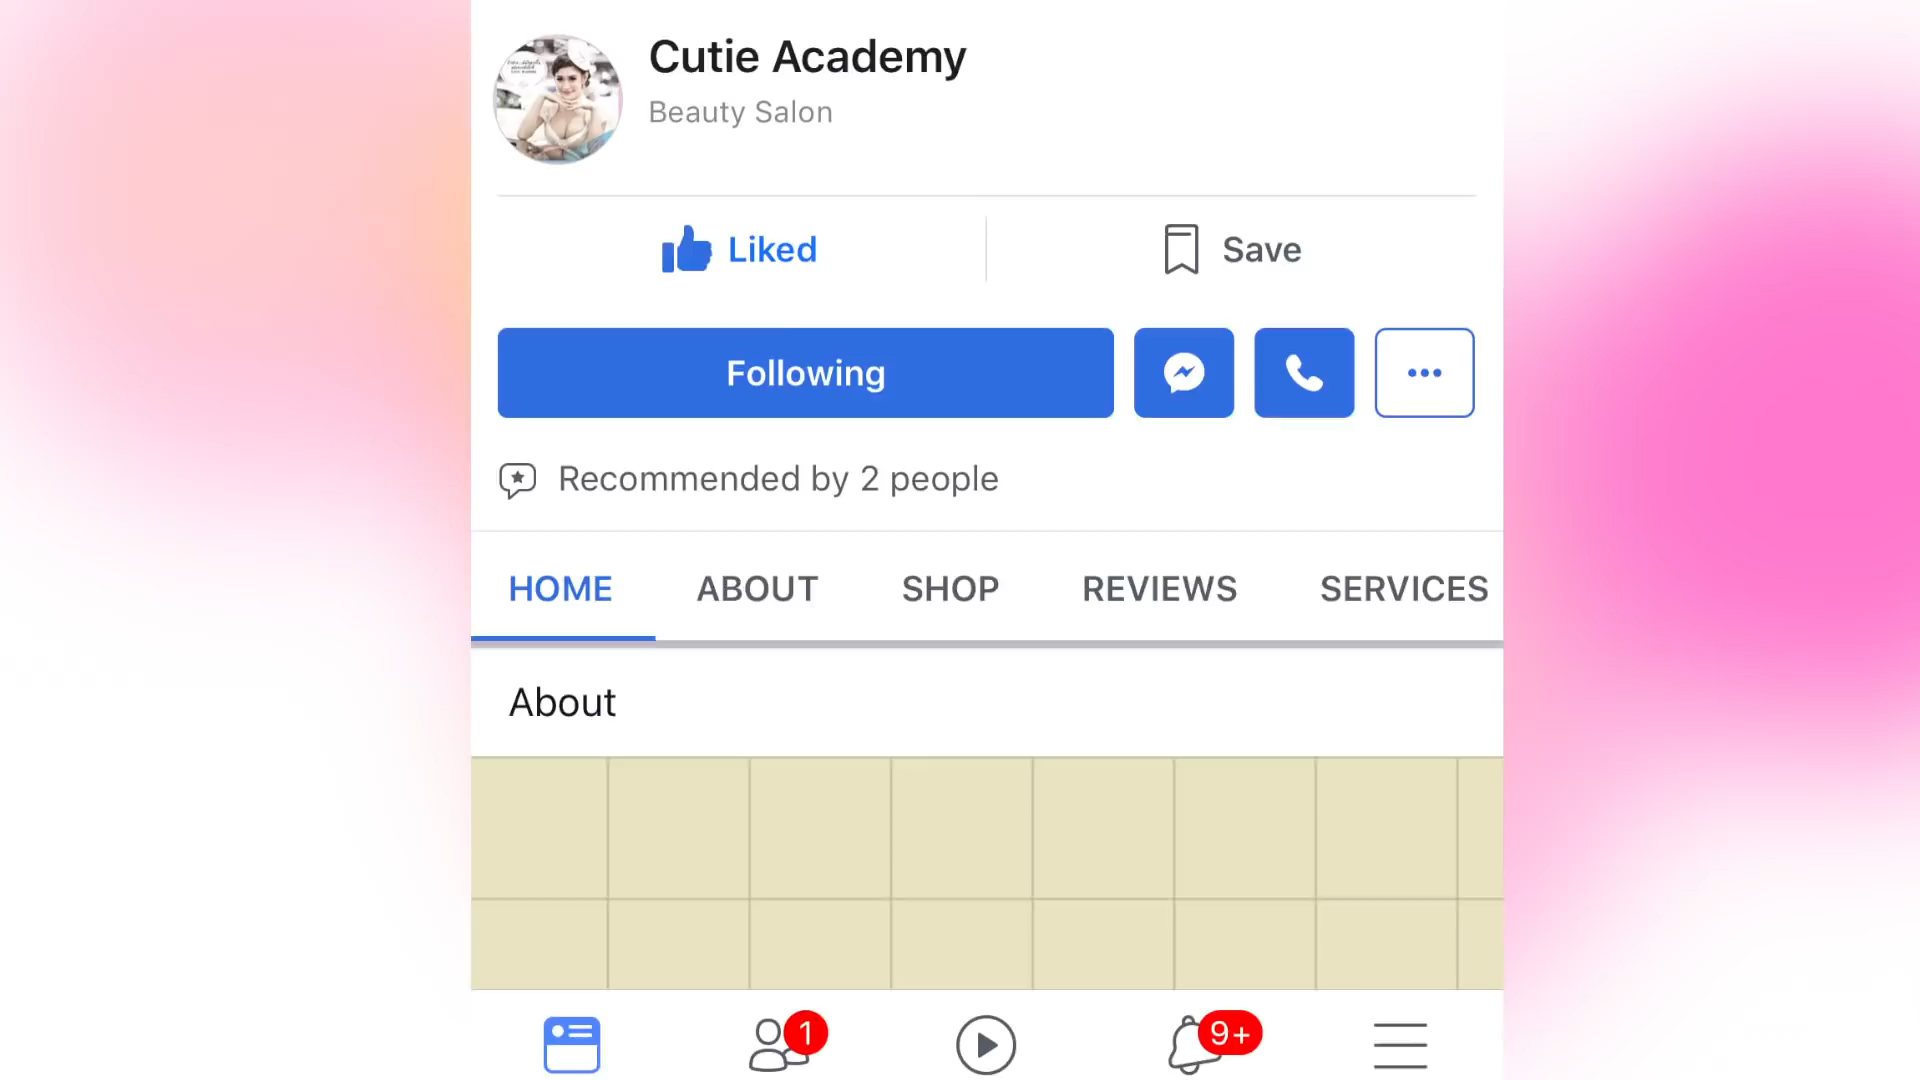 Cutie Academy
Beauty Salon
Liked
Save
Following
Recommended by 2 people
HOME ABOUT SHOP REVIEWS SERVICES
About
1
9+